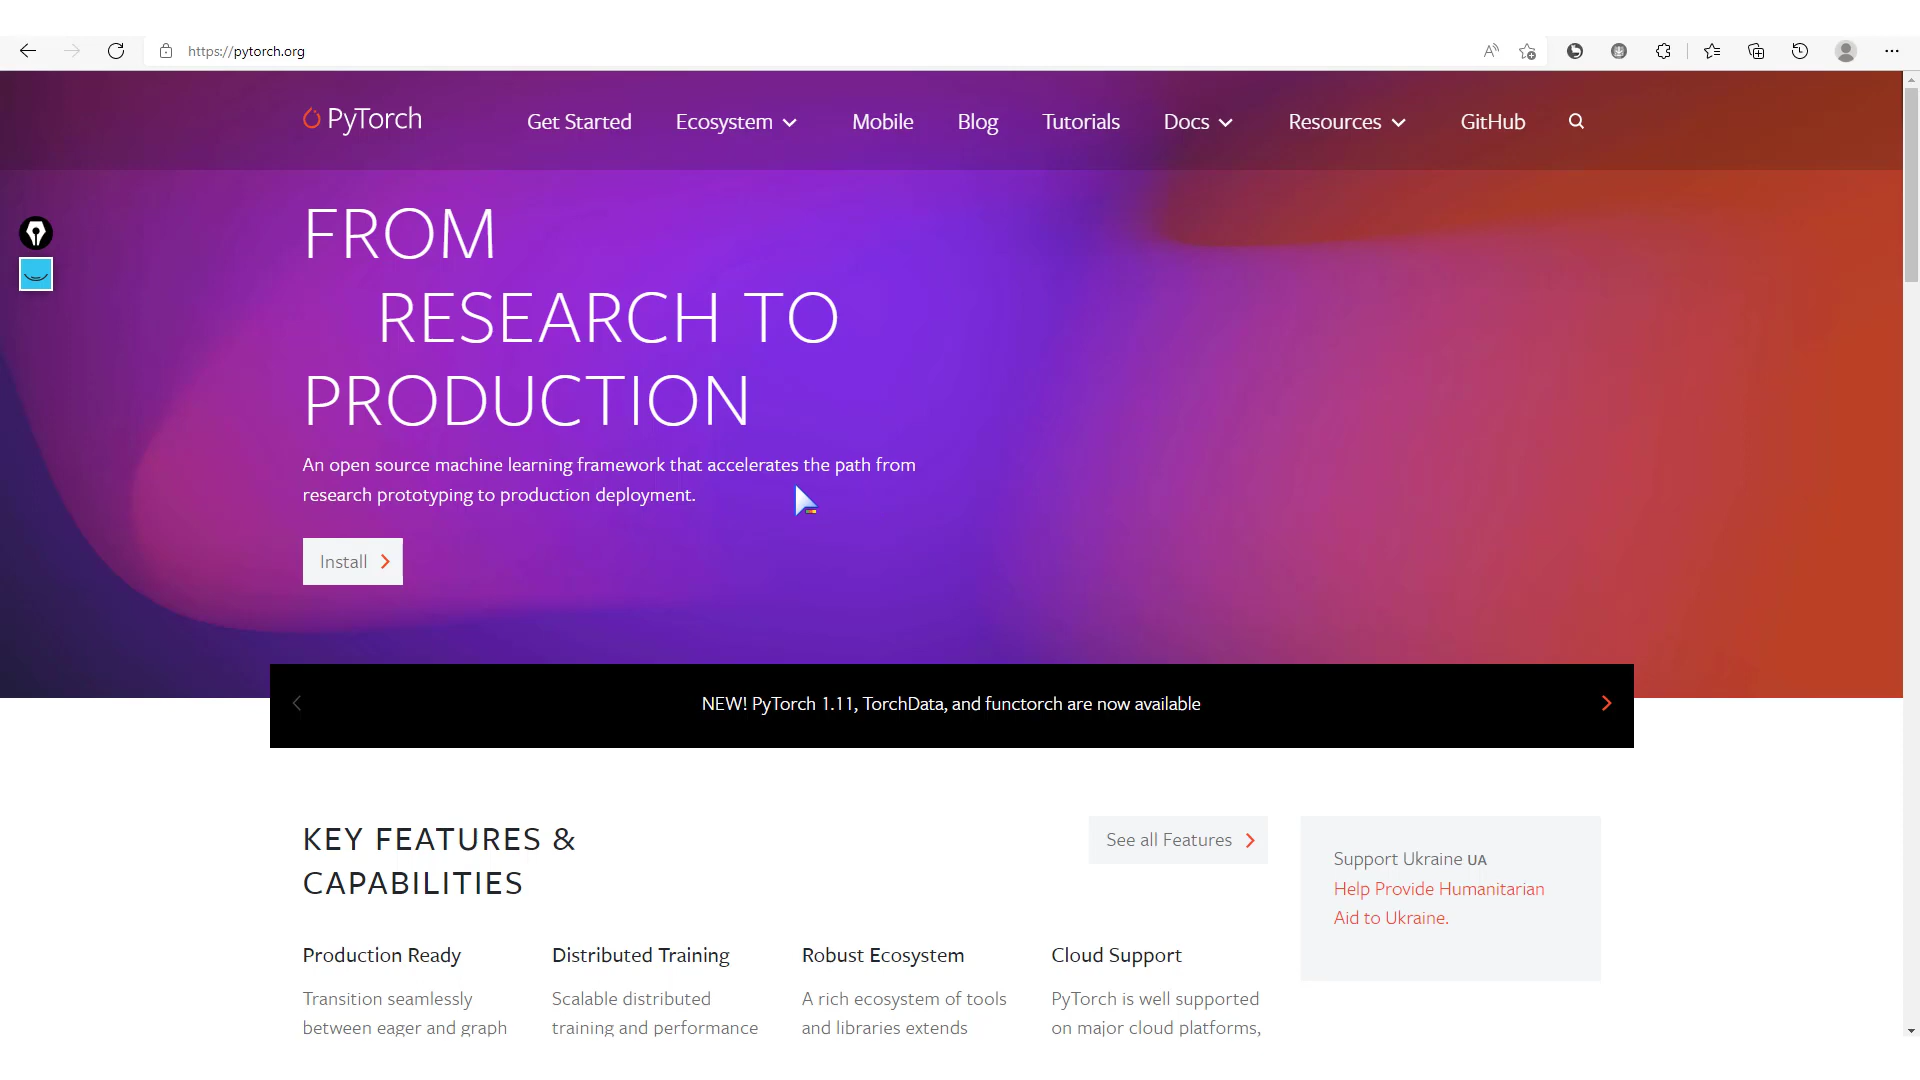 https://pytorch.org
PyTorch
Get Started
Ecosystem
Mobile
Blog
Tutorials
Docs
Resources
GitHub
FROM
RESEARCH TO
PRODUCTION
An open source machine learning framework that accelerates the path from
research prototyping to production deployment.
Install
NEW! PyTorch 1.11, TorchData, and functorch are now available
KEY FEATURES &
CAPABILITIES
See all Features
Support Ukraine UA
Help Provide Humanitarian
Aid to Ukraine.
Production Ready
Transition seamlessly
between eager and graph
Distributed Training
Scalable distributed
training and performance
Robust Ecosystem
A rich ecosystem of tools
and libraries extends
Cloud Support
PyTorch is well supported
on major cloud platforms,